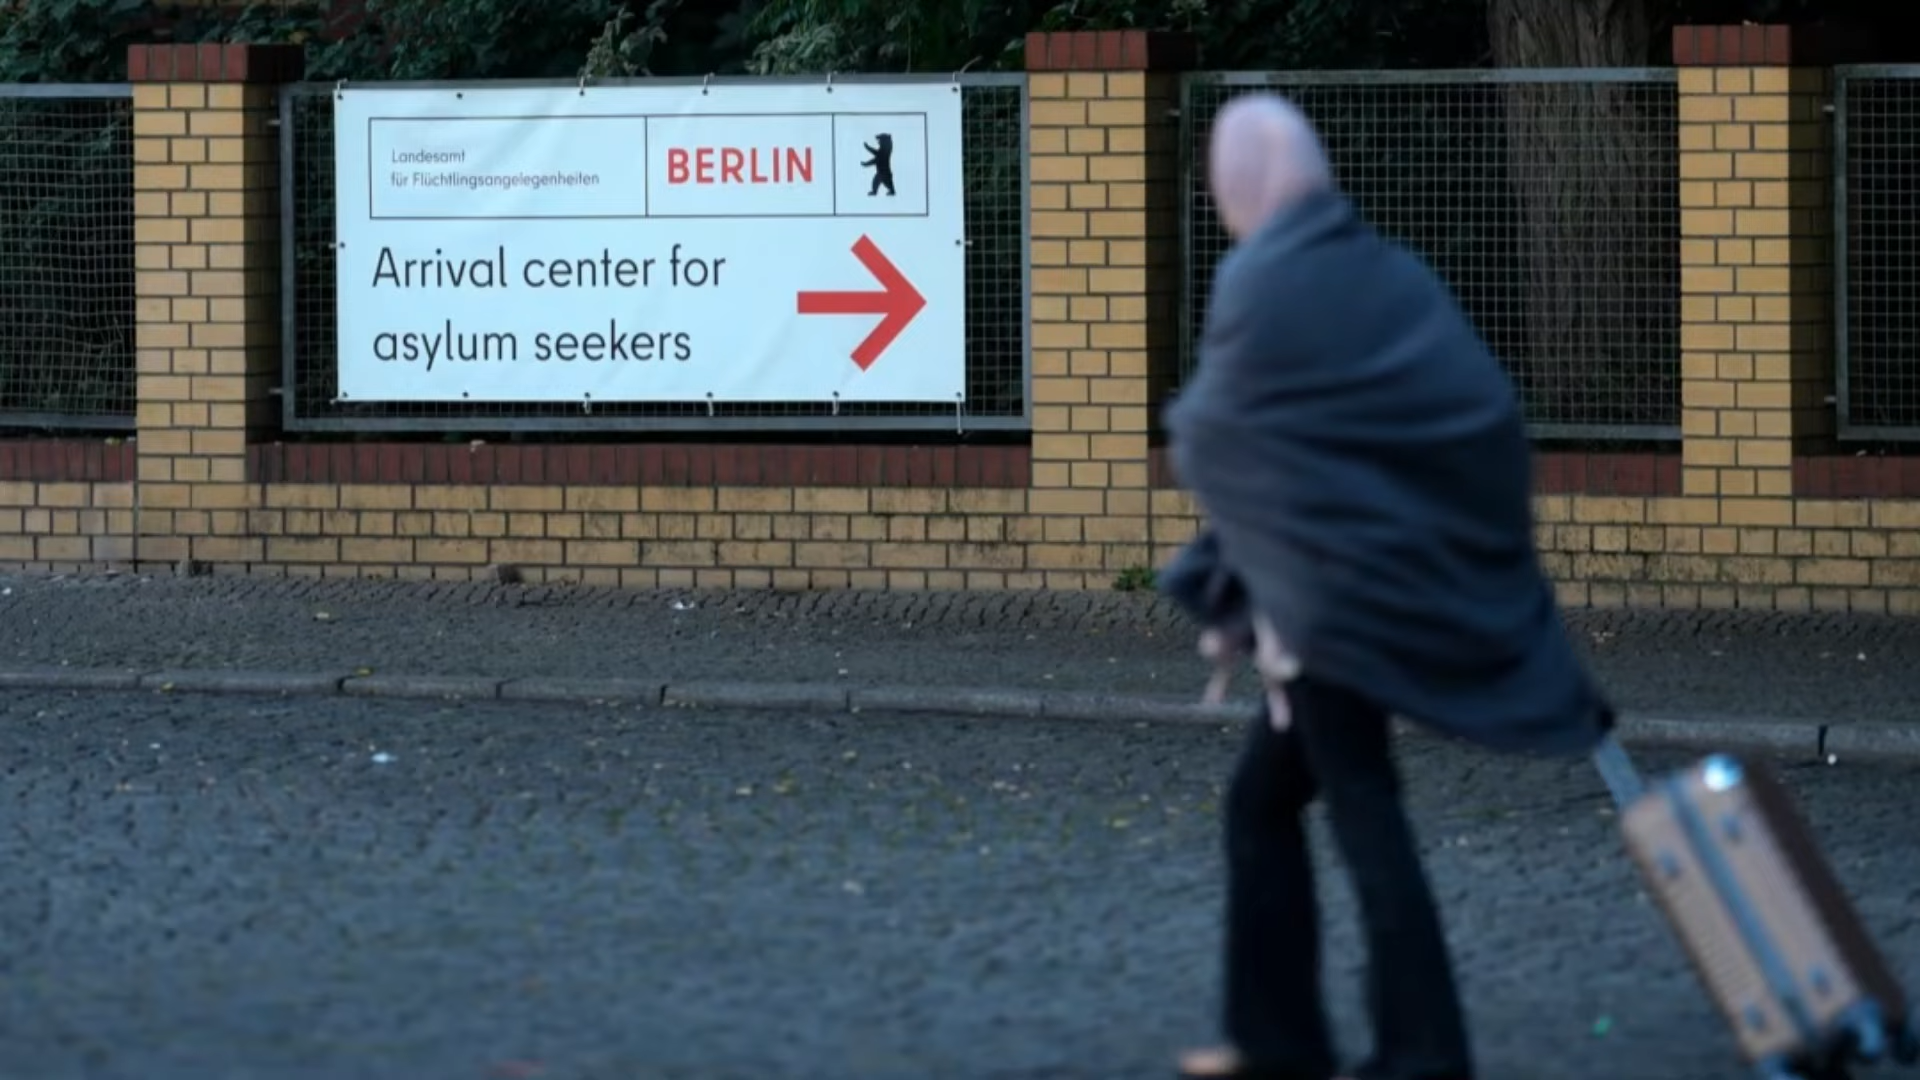 Landesamt
für Flüchtlingsangelegenheiten
BERLIN
Arrival center for
asylum seekers